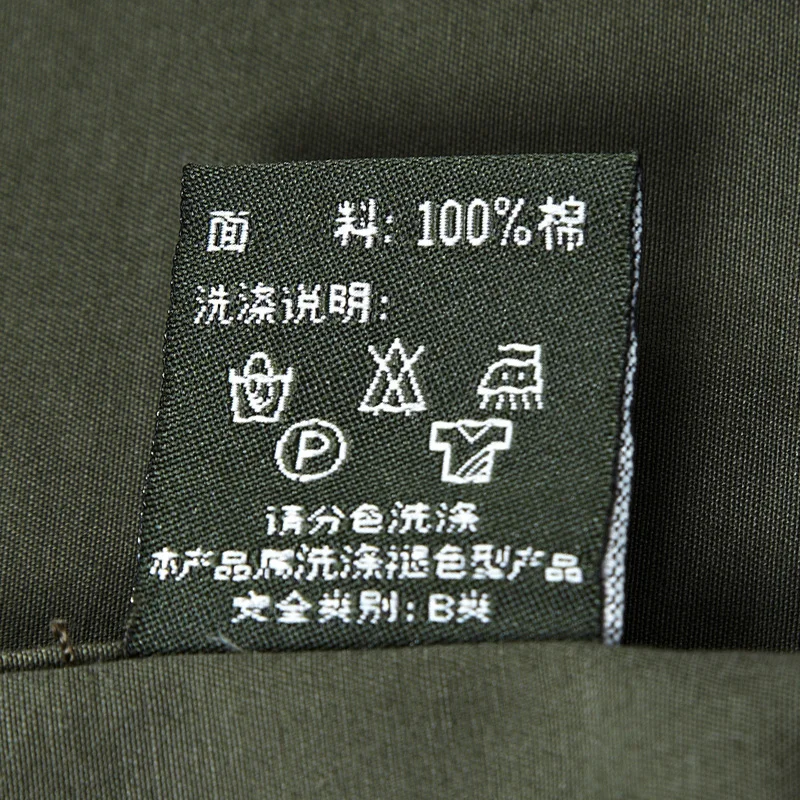 面 料: 100%棉
洗涤说明:
P
请分色洗涤
本产品属洗涤褪色型产品
安全类别: B类